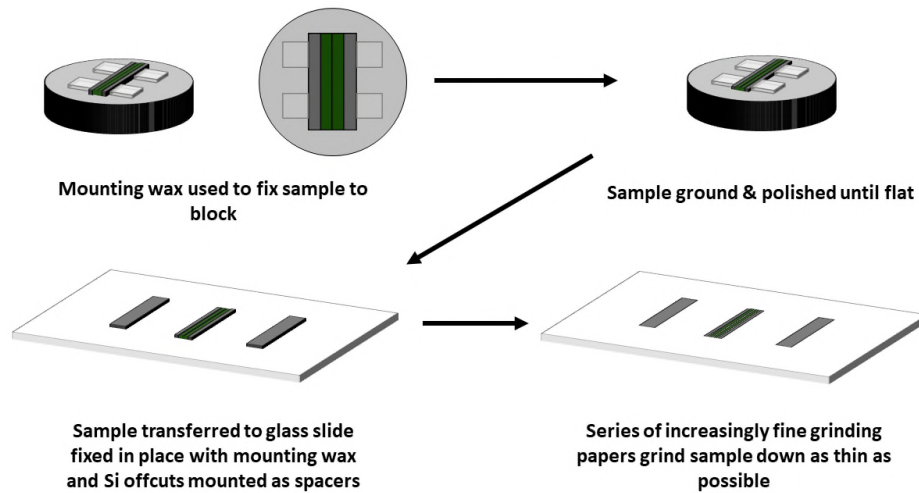 Mounting wax used to fix sample to
block
Sample ground & polished until flat
Sample transferred to glass slide
fixed in place with mounting wax
and Si offcuts mounted as spacers
Series of increasingly fine grinding
papers grind sample down as thin as
possible